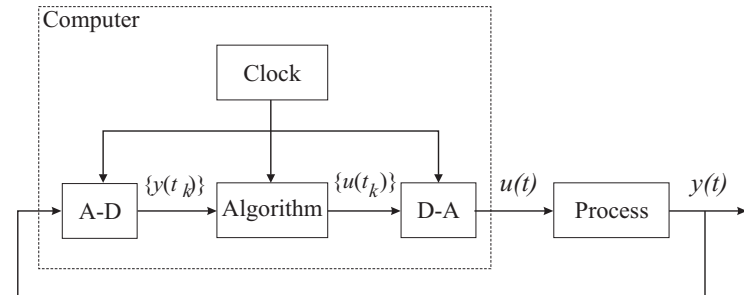 Computer
Clock
{y(t_k)}
{u(t_k)}
u(t)
y(t)
A-D
Algorithm
D-A
Process